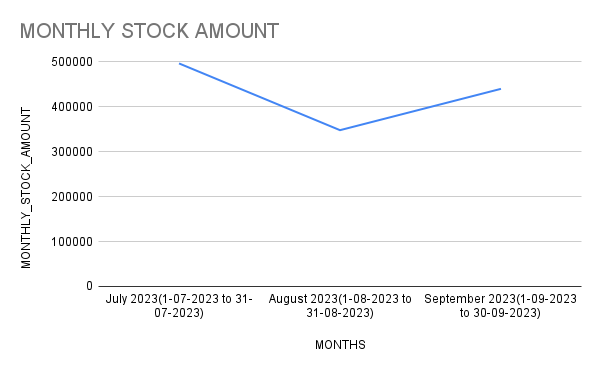 MONTHLY STOCK AMOUNT
MONTHLY_STOCK_AMOUNT
500000
400000
300000
200000
100000
0
July 2023(1-07-2023 to 31-
07-2023)
August 2023(1-08-2023 to
31-08-2023)
September 2023(1-09-2023
to 30-09-2023)
MONTHS